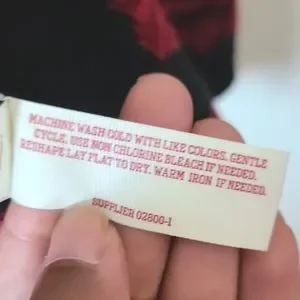 MACHINE WASH COLD WITH LIKE COLORS. GENTLE
CYCLE. USE NON CHLORINE BLEACH IF NEEDED.
RESHAPE LAY FLAT TO DRY. WARM IRON IF NEEDED.
SUPPLIER 02800-1